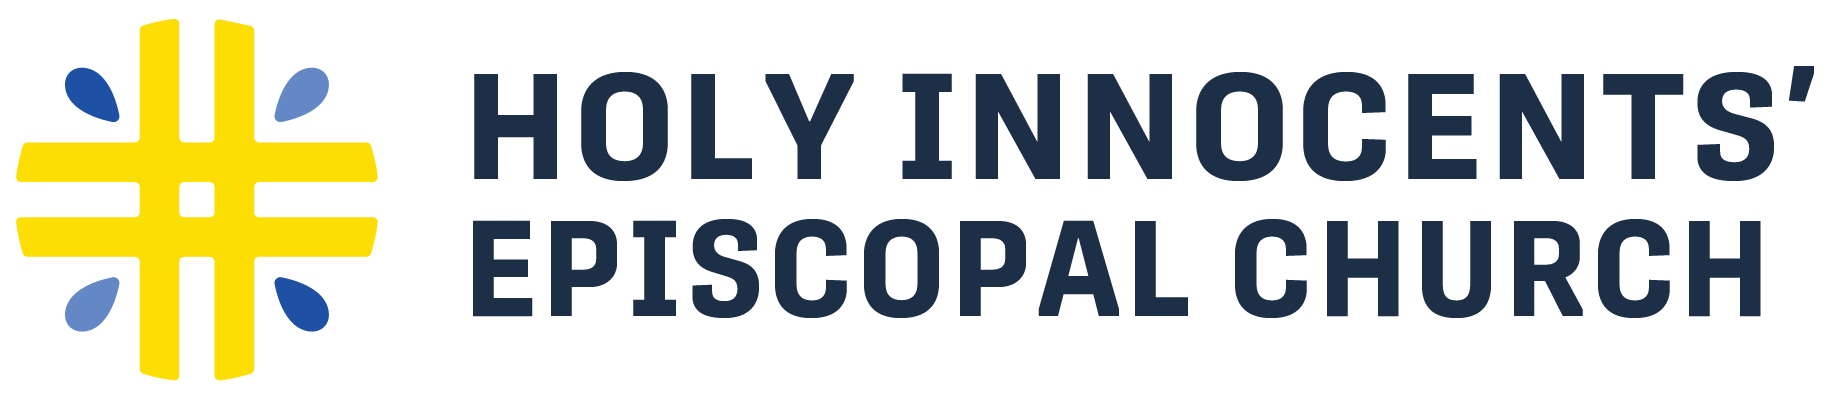 HOLY INNOCENTS’
EPISCOPAL CHURCH